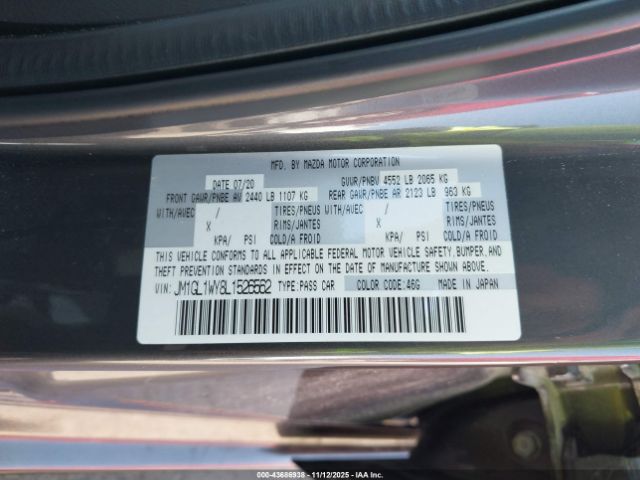 MFD. BY MAZDA MOTOR CORPORATION
DATE 07/20 GVWR/PNBV 4552 LB 2065 KG
FRONT GAWR/PNBE AV 2440 LB 1107 KG REAR GAWR/PNBE AR 2123 LB 963 KG
WITH/AVEC / TIRES/PNEUS WITH/AVEC / TIRES/PNEUS
X RIMS/JANTES X RIMS/JANTES
KPA/ PSI COLD/A FROID KPA/ PSI COLD/A FROID
THIS VEHICLE CONFORMS TO ALL APPLICABLE FEDERAL MOTOR VEHICLE SAFETY, BUMPER, AND
THEFT PREVENTION STANDARDS IN EFFECT ON THE DATE OF MANUFACTURE SHOWN ABOVE.
VIN: JM1GL1WY8L1526562 TYPE:PASS CAR COLOR CODE:46G MADE IN JAPAN
000-43686938 - 11/12/2025 - IAAI, Inc.